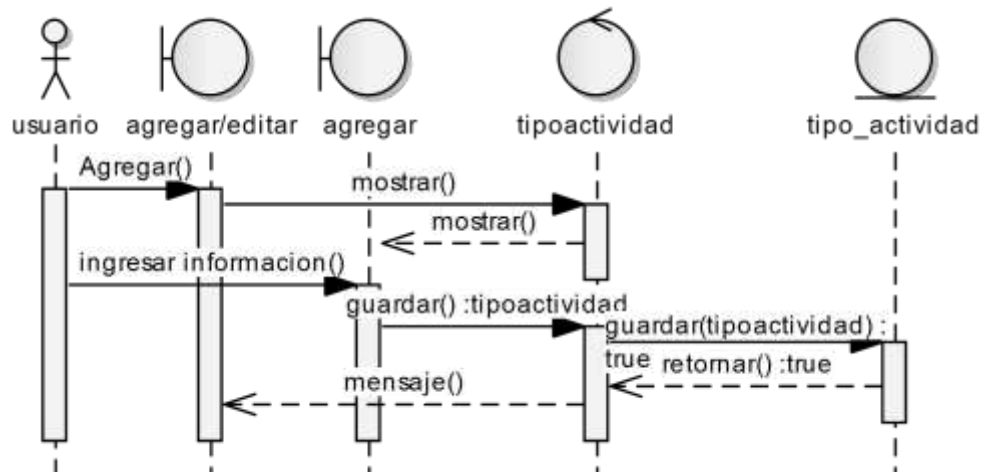 usuario agregar/editar agregar tipoactividad tipo_actividad
Agregar()
mostrar()
mostrar()
ingresar informacion()
guardar() :tipoactividad
guardar(tipoactividad) :
true
retornar() :true
mensaje()